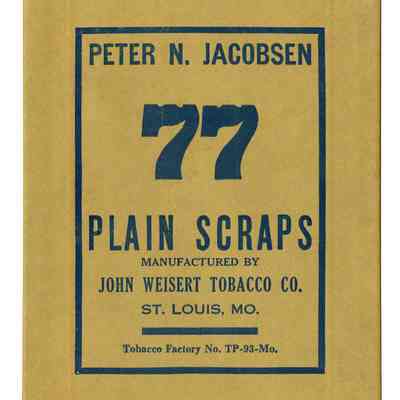 PETER N. JACOBSEN
77
PLAIN SCRAPS
MANUFACTURED BY
JOHN WEISERT TOBACCO CO.
ST. LOUIS, MO.
Tobacco Factory No. TP-93-Mo.